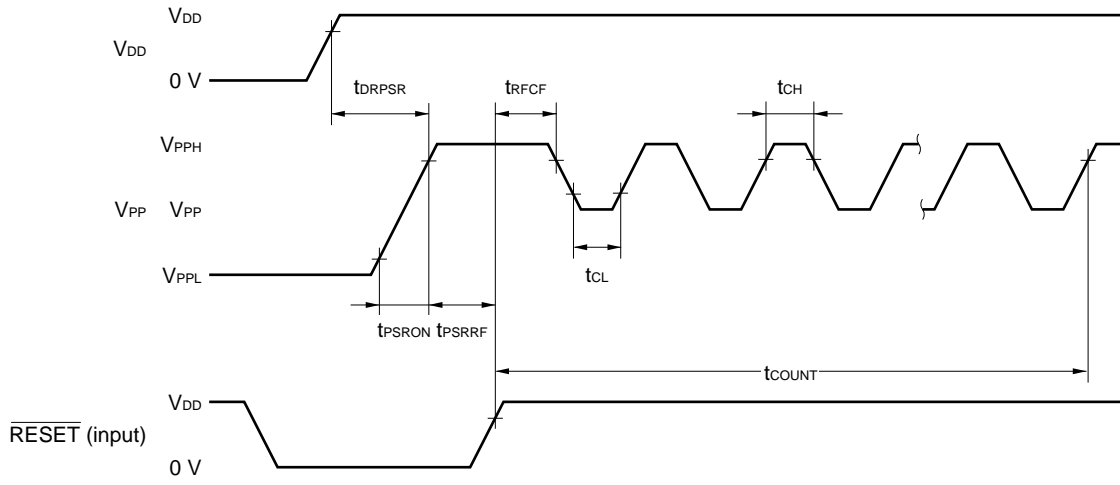 VDD
VDD
0 V
tDRPSR
tRFCF
tCH
VPPH
VPP VPP
tCL
VPPL
tPSRON tPSRRF
tCOUNT
VDD
RESET (input)
0 V